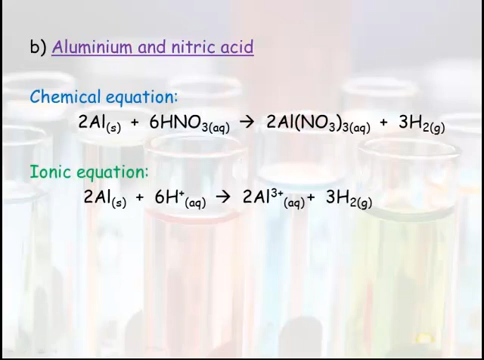 b) Aluminium and nitric acid
Chemical equation:
2Al(s) + 6HNO3(aq) → 2Al(NO3)3(aq) + 3H2(g)
Ionic equation:
2Al(s) + 6H⁺(aq) → 2Al³⁺(aq) + 3H2(g)